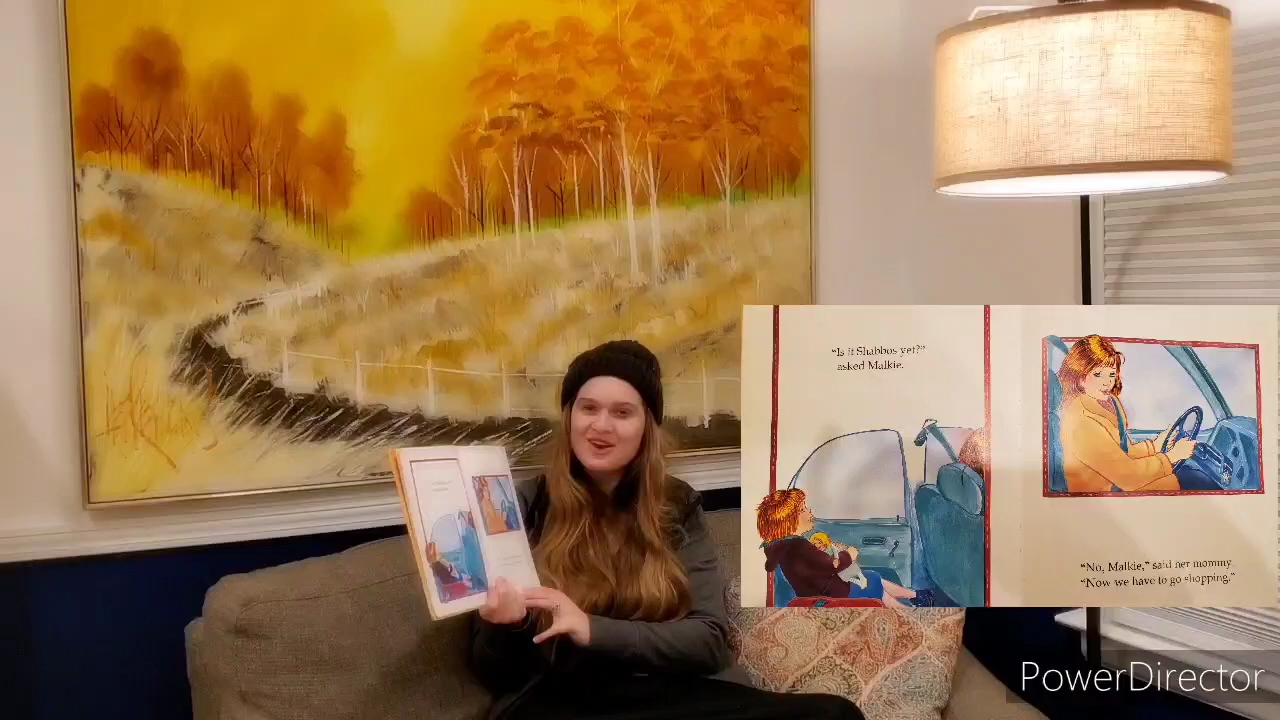 "Is it Shabbos yet?"
asked Malkie.
"No, Malkie," said her mommy.
"Now we have to go shopping."
PowerDirector